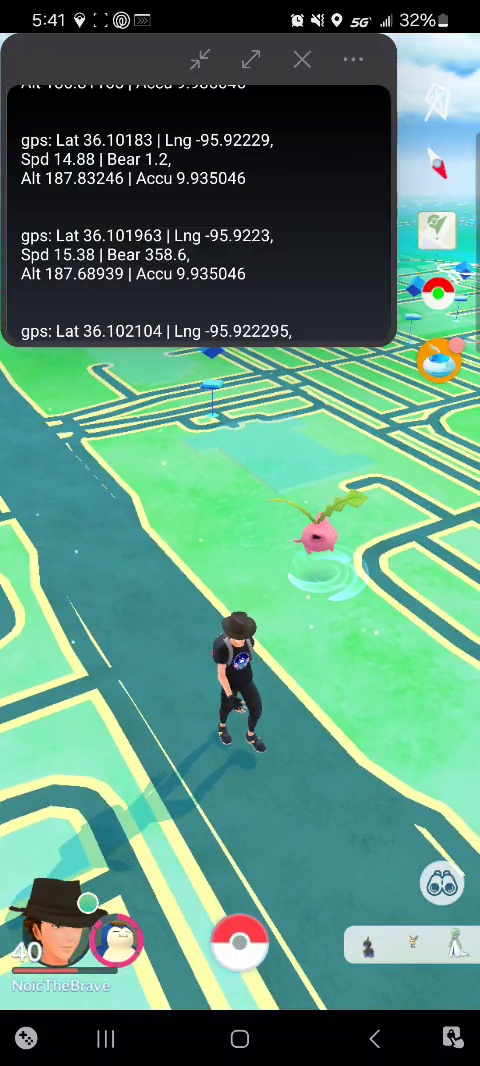 5:41
5G
32%
gps: Lat 36.10183 | Lng -95.92229,
Spd 14.88 | Bear 1.2,
Alt 187.83246 | Accu 9.935046
gps: Lat 36.101963 | Lng -95.9223,
Spd 15.38 | Bear 358.6,
Alt 187.68939 | Accu 9.935046
gps: Lat 36.102104 | Lng -95.922295,
40
NoicTheBrave